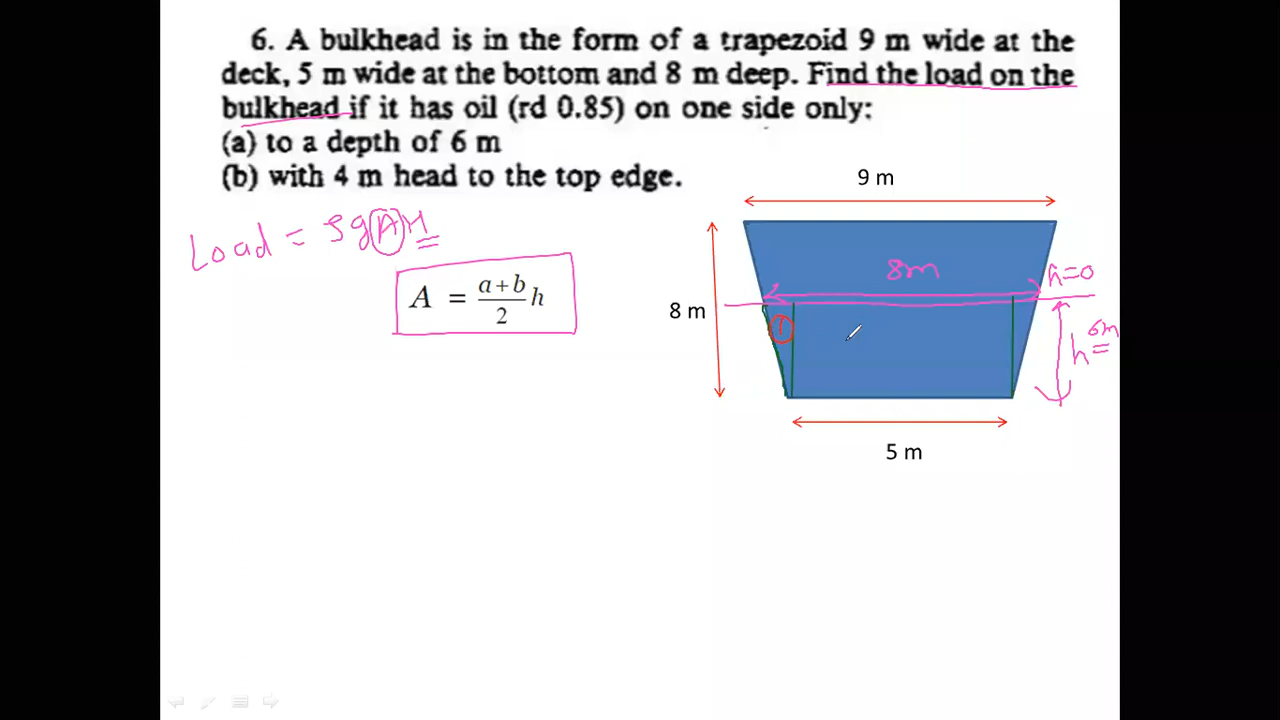 6. A bulkhead is in the form of a trapezoid 9 m wide at the
deck, 5 m wide at the bottom and 8 m deep. Find the load on the
bulkhead if it has oil (rd 0.85) on one side only:
(a) to a depth of 6 m
(b) with 4 m head to the top edge.
9 m
Load = ρgAH
A = a+b/2 h
8m
h=0
8 m
1
h= 6m
5 m